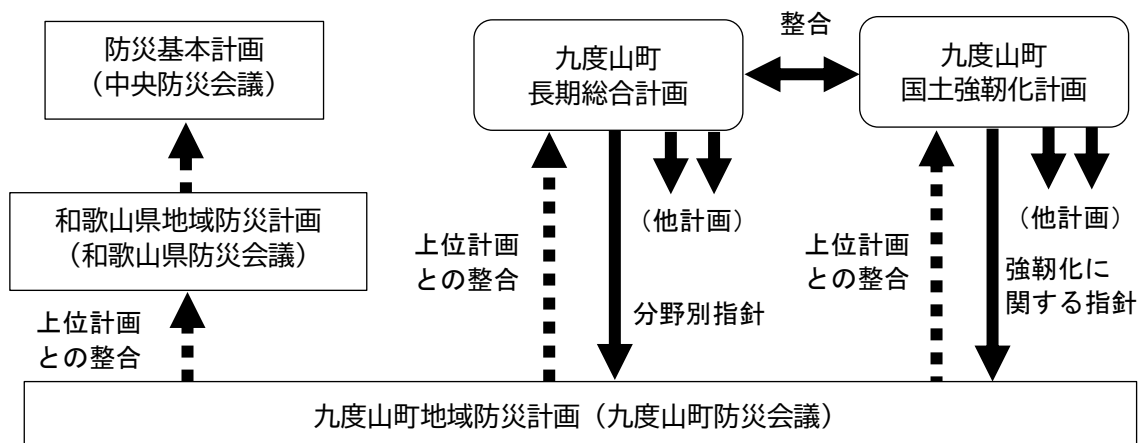 防災基本計画
（中央防災会議）
九度山町
長期総合計画
整合
九度山町
国土強靭化計画
和歌山県地域防災計画
（和歌山県防災会議）
上位計画
との整合
（他計画）
分野別指針
上位計画
との整合
（他計画）
強靭化に
関する指針
上位計画
との整合
九度山町地域防災計画（九度山町防災会議）